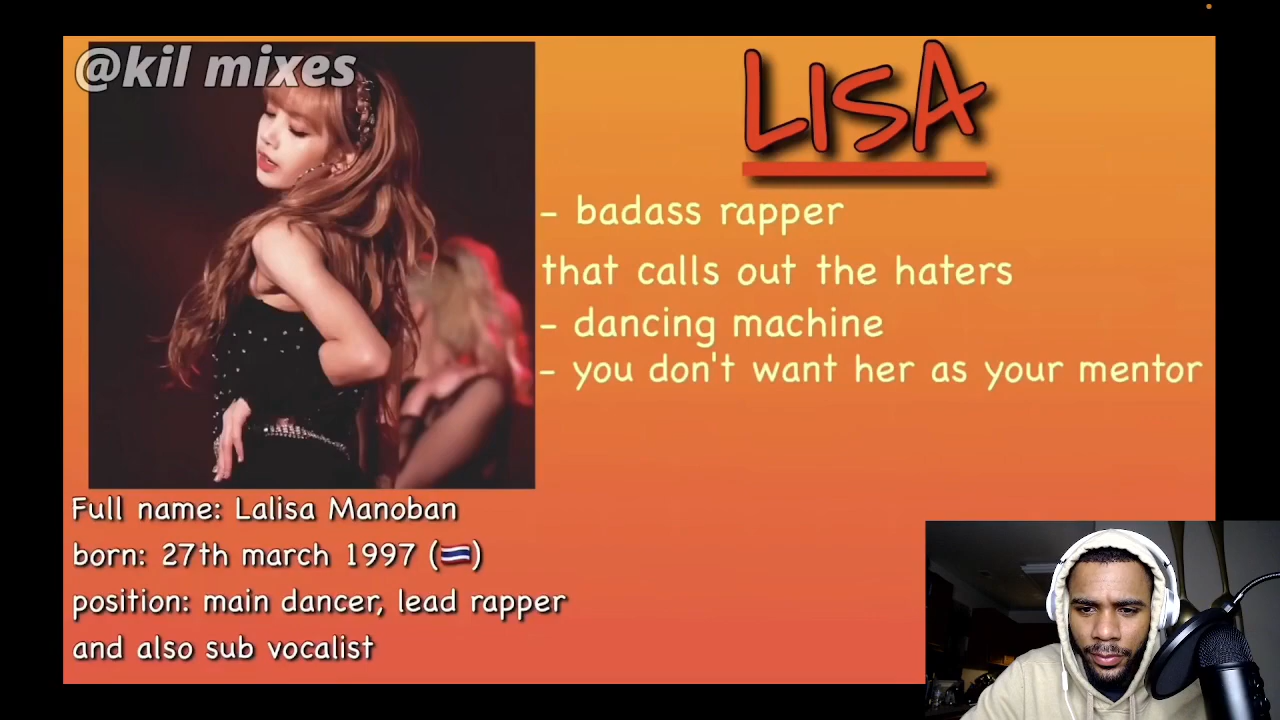 @kil mixes
LISA
- badass rapper
that calls out the haters
- dancing machine
- you don't want her as your mentor
Full name: Lalisa Manoban
born: 27th march 1997 (🇹🇭)
position: main dancer, lead rapper
and also sub vocalist